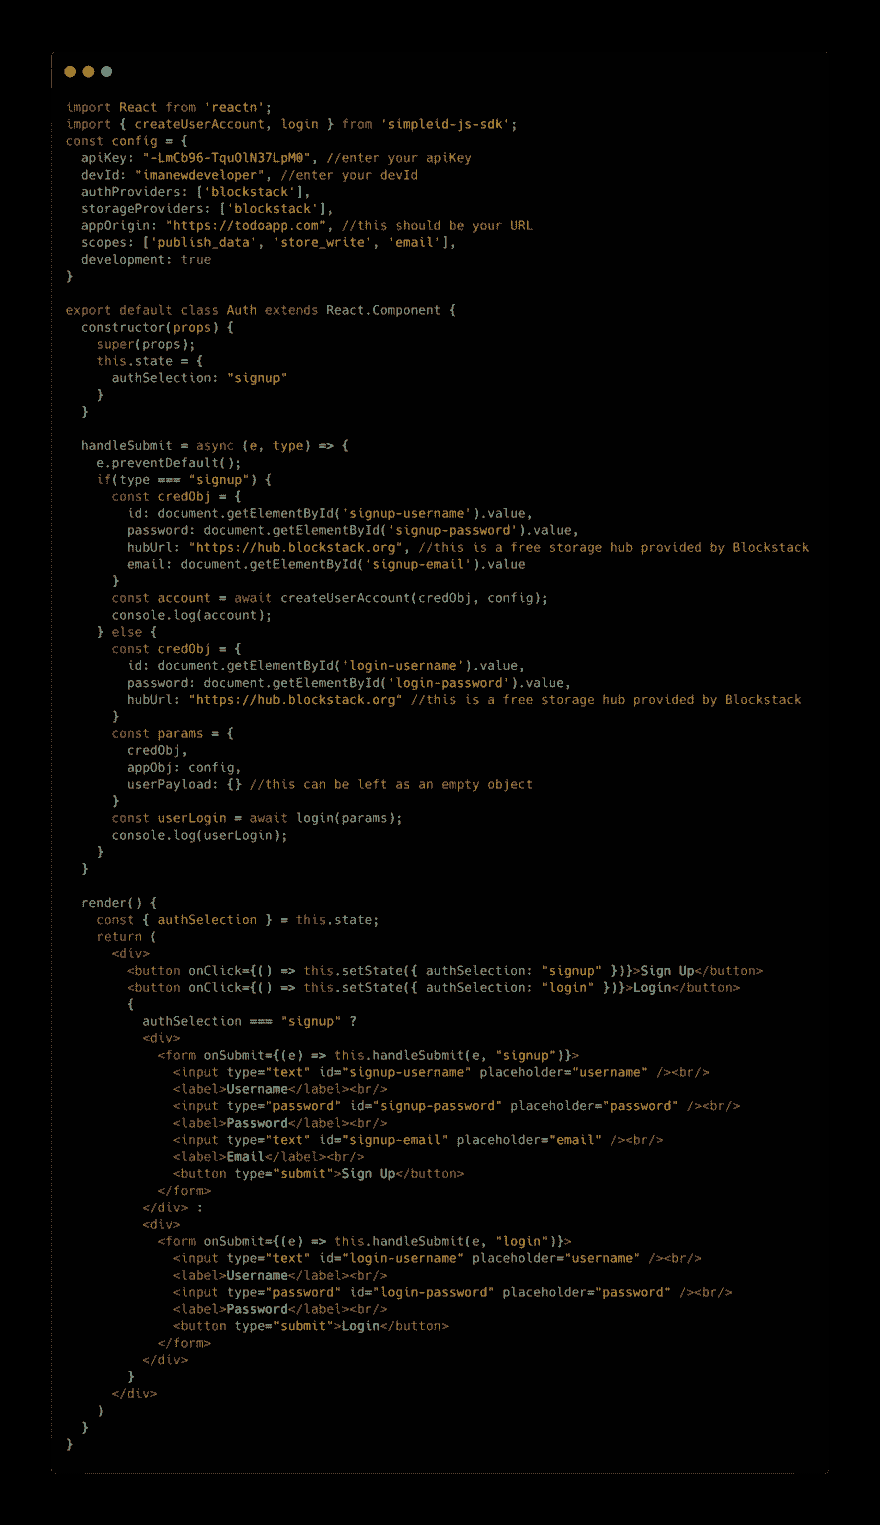 import React from 'reactn';
import { createUserAccount, login } from 'simpleid-js-sdk';
const config = {
  apiKey: "-LmCb96-TquOlN37LpM0", //enter your apiKey
  devId: "imanewdeveloper", //enter your devId
  authProviders: ['blockstack'],
  storageProviders: ['blockstack'],
  appOrigin: "https://todoapp.com", //this should be your URL
  scopes: ['publish_data', 'store_write', 'email'],
  development: true
}

export default class Auth extends React.Component {
  constructor(props) {
    super(props);
    this.state = {
      authSelection: "signup"
    }
  }

  handleSubmit = async (e, type) => {
    e.preventDefault();
    if(type === "signup") {
      const credObj = {
        id: document.getElementById('signup-username').value,
        password: document.getElementById('signup-password').value,
        hubUrl: "https://hub.blockstack.org", //this is a free storage hub provided by Blockstack
        email: document.getElementById('signup-email').value
      }
      const account = await createUserAccount(credObj, config);
      console.log(account);
    } else {
      const credObj = {
        id: document.getElementById('login-username').value,
        password: document.getElementById('login-password').value,
        hubUrl: "https://hub.blockstack.org" //this is a free storage hub provided by Blockstack
      }
      const params = {
        credObj,
        appObj: config,
        userPayload: {} //this can be left as an empty object
      }
      const userLogin = await login(params);
      console.log(userLogin);
    }
  }

  render() {
    const { authSelection } = this.state;
    return (
      <div>
        <button onClick={() => this.setState({ authSelection: "signup" })}>Sign Up</button>
        <button onClick={() => this.setState({ authSelection: "login" })}>Login</button>
        {
          authSelection === "signup" ?
          <div>
            <form onSubmit={(e) => this.handleSubmit(e, "signup")}>
              <input type="text" id="signup-username" placeholder="username" /><br/>
              <label>Username</label><br/>
              <input type="password" id="signup-password" placeholder="password" /><br/>
              <label>Password</label><br/>
              <input type="text" id="signup-email" placeholder="email" /><br/>
              <label>Email</label><br/>
              <button type="submit">Sign Up</button>
            </form>
          </div> :
          <div>
            <form onSubmit={(e) => this.handleSubmit(e, "login")}>
              <input type="text" id="login-username" placeholder="username" /><br/>
              <label>Username</label><br/>
              <input type="password" id="login-password" placeholder="password" /><br/>
              <label>Password</label><br/>
              <button type="submit">Login</button>
            </form>
          </div>
        }
      </div>
    )
  }
}